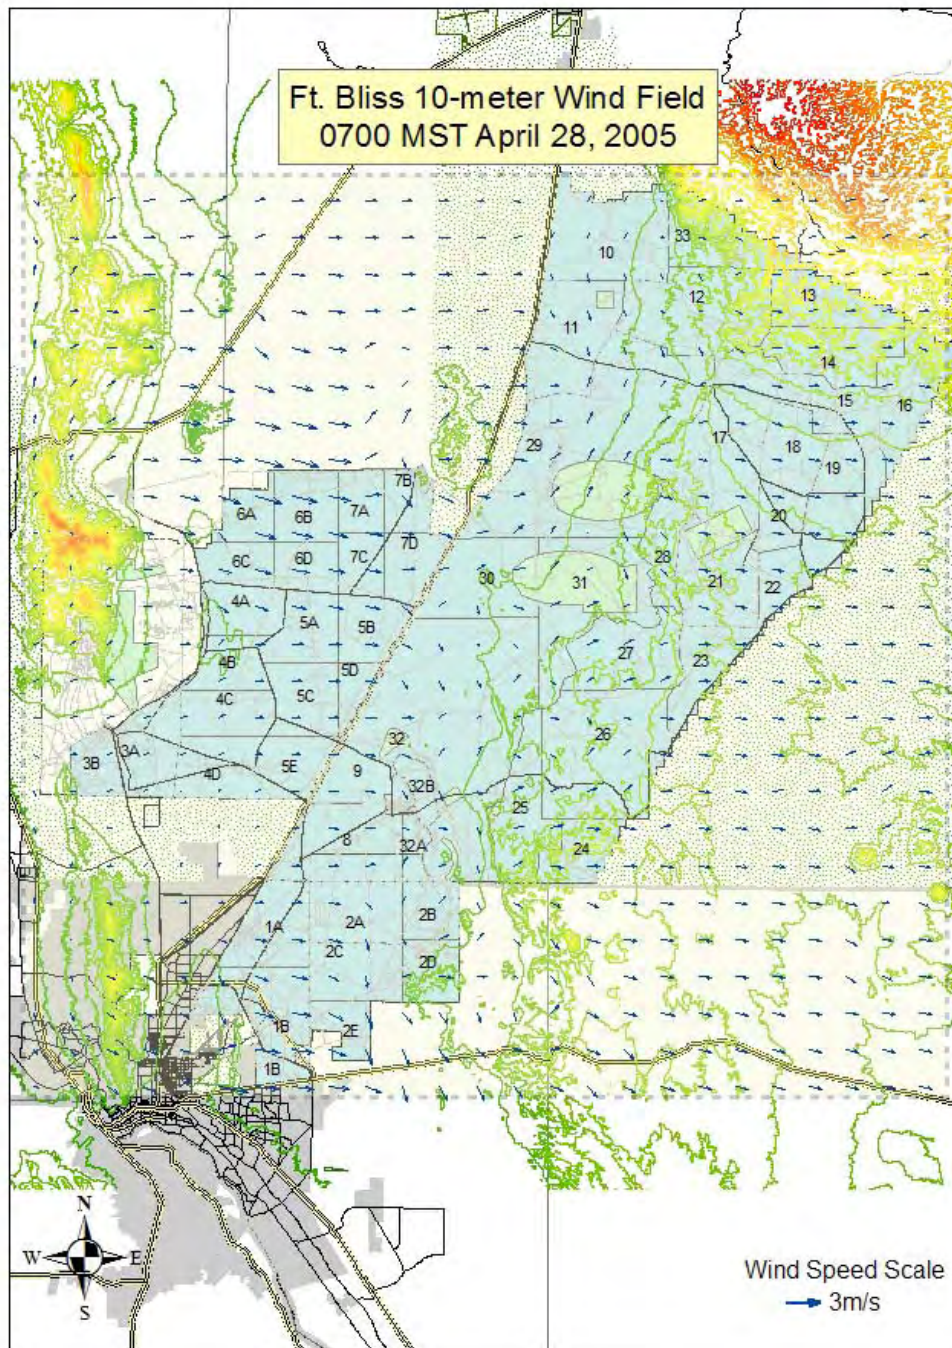 Ft. Bliss 10-meter Wind Field
0700 MST April 28, 2005
33
10
12
13
11
14
15
16
17
29
18
19
7B
6A
6B
7A
20
7D
6C
6D
7C
28
30
31
21
22
4A
5A
5B
27
23
4B
5D
4C
5C
26
32
3A
3B
4D
5E
9
32B
25
8
32A
24
1A
2A
2B
2C
2D
1B
2E
1B
N
W
E
S
Wind Speed Scale
3m/s